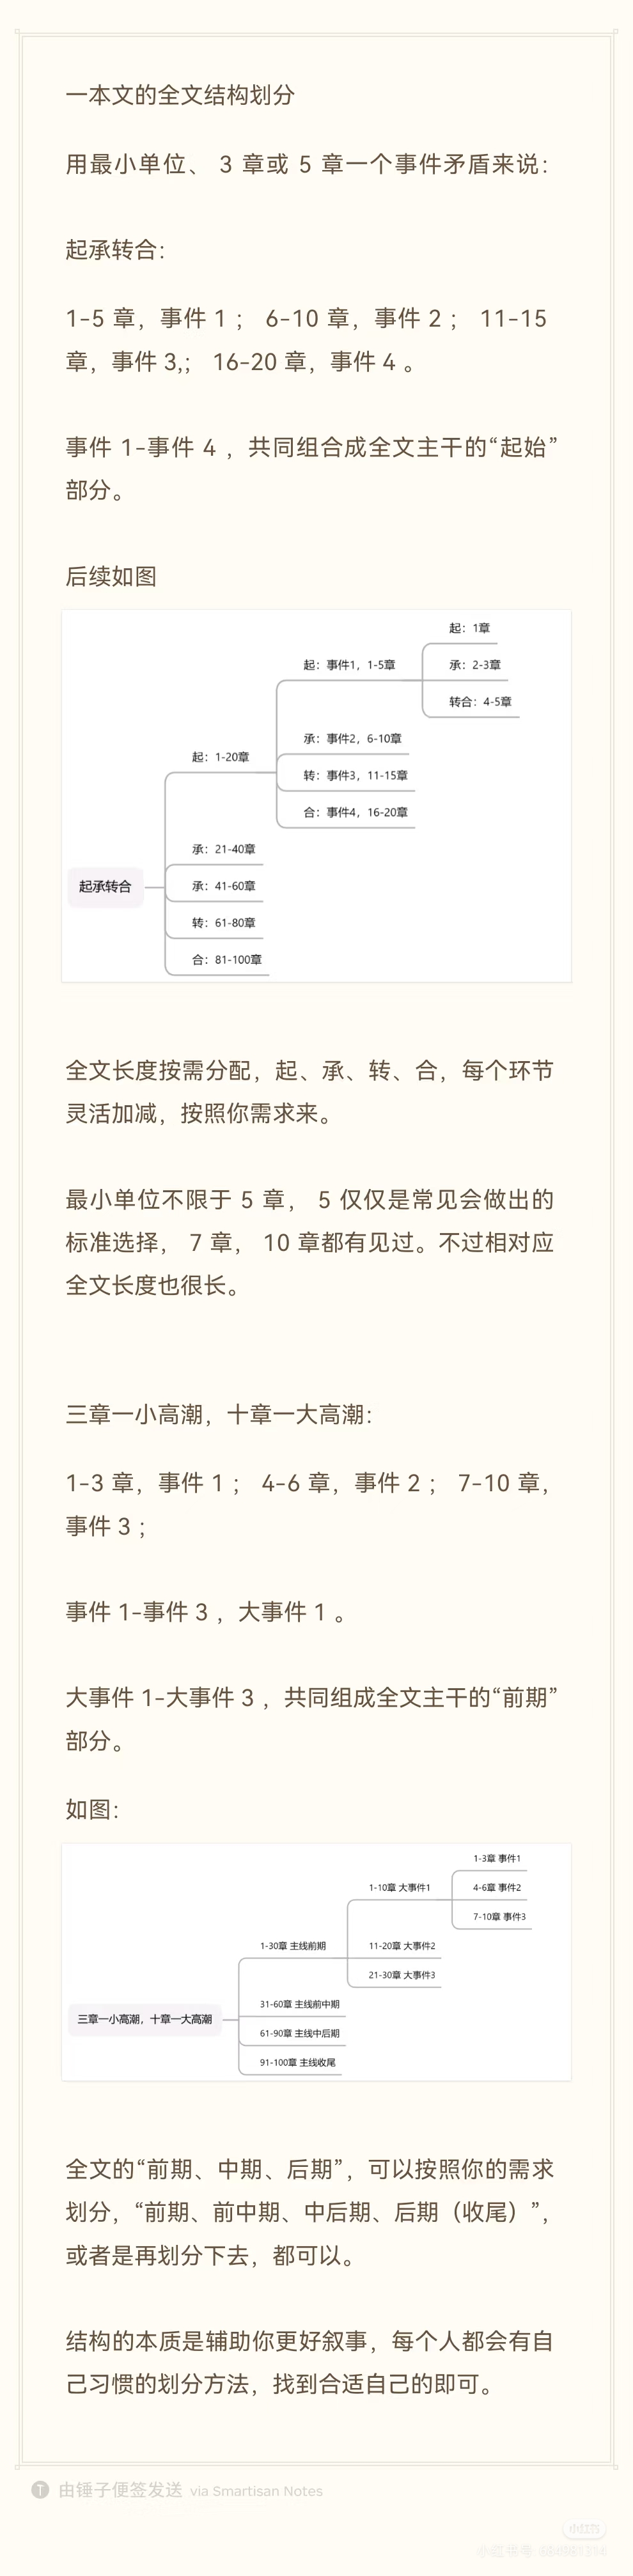 一本文的全文结构划分
用最小单位、 3 章或 5 章一个事件矛盾来说：
起承转合：
1-5 章，事件 1 ； 6-10 章，事件 2 ； 11-15
章，事件 3,； 16-20 章，事件 4 。
事件 1-事件 4 ，共同组合成全文主干的“起始”
部分。
后续如图
起：1章
起：事件1，1-5章
承：2-3章
转合：4-5章
承：事件2，6-10章
起：1-20章
转：事件3，11-15章
合：事件4，16-20章
承：21-40章
起承转合
承：41-60章
转：61-80章
合：81-100章
全文长度按需分配，起、承、转、合，每个环节
灵活加减，按照你需求来。
最小单位不限于 5 章， 5 仅仅是常见会做出的
标准选择， 7 章， 10 章都有见过。不过相对应
全文长度也很长。
三章一小高潮，十章一大高潮：
1-3 章，事件 1 ； 4-6 章，事件 2 ； 7-10 章，
事件 3 ；
事件 1-事件 3 ，大事件 1 。
大事件 1-大事件 3 ，共同组成全文主干的“前期”
部分。
如图：
1-3章 事件1
1-10章 大事件1
4-6章 事件2
7-10章 事件3
1-30章 主线前期
11-20章 大事件2
21-30章 大事件3
31-60章 主线前中期
三章一小高潮，十章一大高潮
61-90章 主线中后期
91-100章 主线收尾
全文的“前期、中期、后期”，可以按照你的需求
划分，“前期、前中期、中后期、后期（收尾）”，
或者是再划分下去，都可以。
结构的本质是辅助你更好叙事，每个人都会有自
己习惯的划分方法，找到合适自己的即可。
T 由锤子便签发送 via Smartisan Notes
小红书